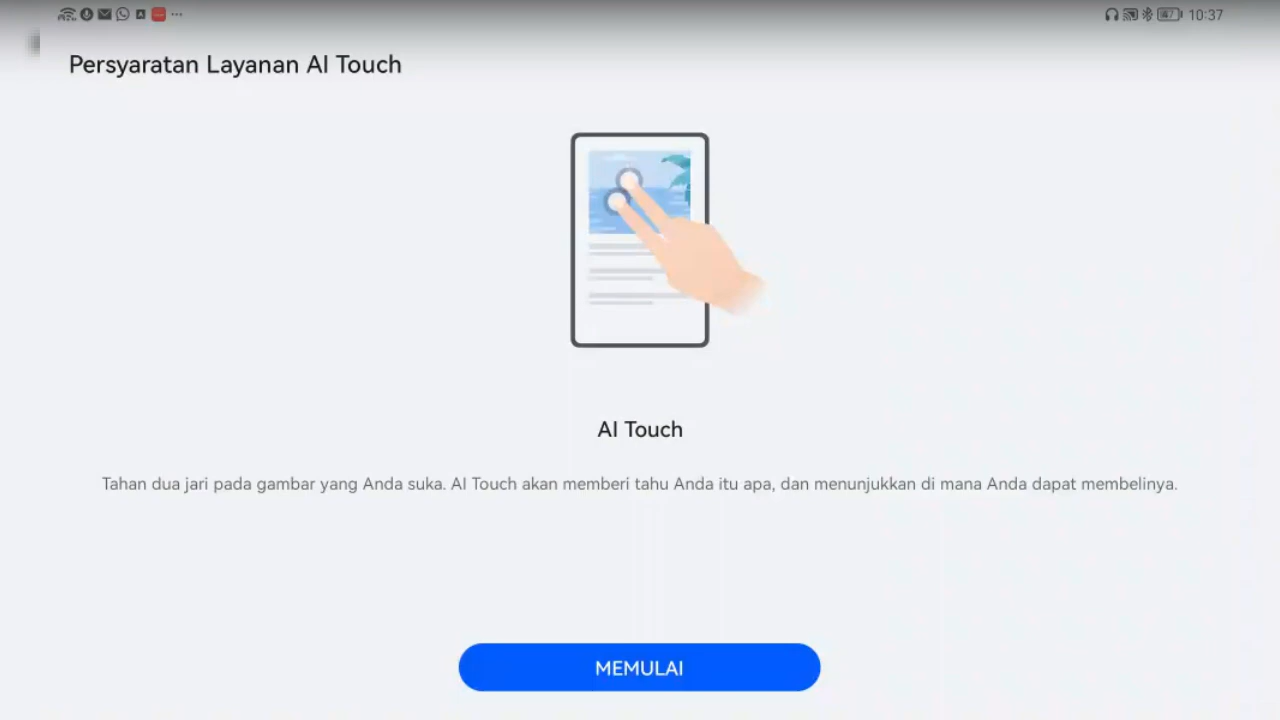 10:37
Persyaratan Layanan AI Touch
AI Touch
Tahan dua jari pada gambar yang Anda suka. AI Touch akan memberi tahu Anda itu apa, dan menunjukkan di mana Anda dapat membelinya.
MEMULAI